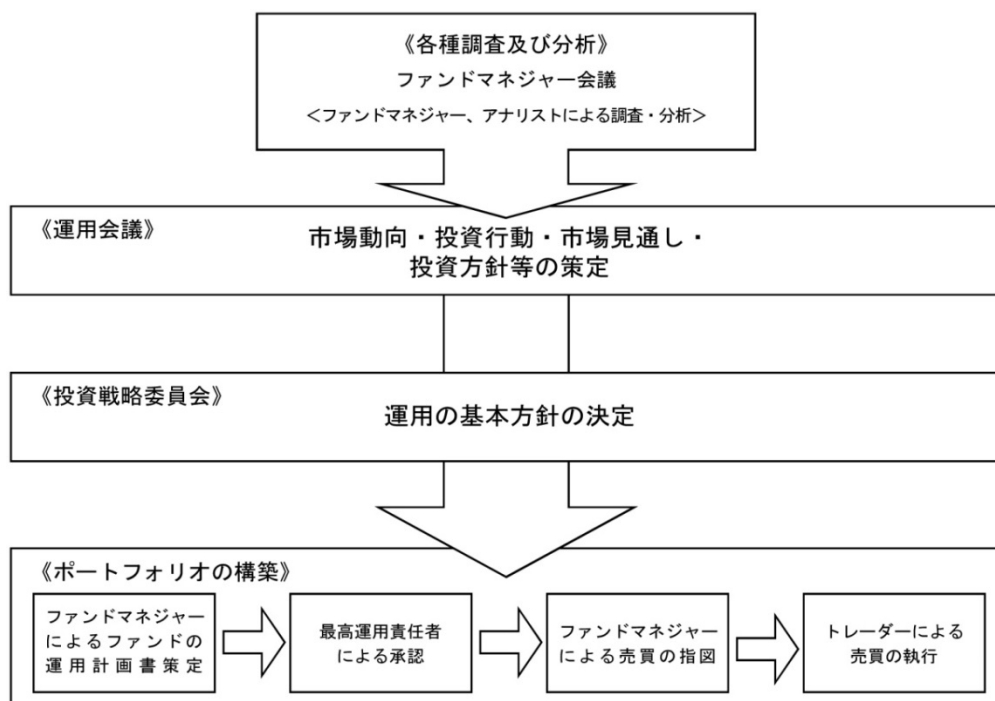 《各種調査及び分析》
ファンドマネジャー会議
＜ファンドマネジャー、アナリストによる調査・分析＞
《運用会議》
市場動向・投資行動・市場見通し・
投資方針等の策定
《投資戦略委員会》
運用の基本方針の決定
《ポートフォリオの構築》
ファンドマネジャー
によるファンドの
運用計画書策定
最高運用責任者
による承認
ファンドマネジャー
による売買の指図
トレーダーによる
売買の執行